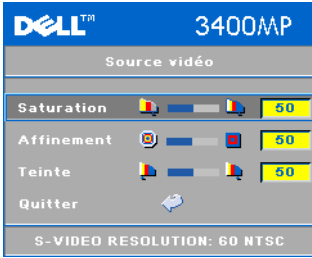 DELL™ 3400MP
Source vidéo
Saturation 50
Affinement 50
Teinte 50
Quitter
S-VIDEO RESOLUTION: 60 NTSC